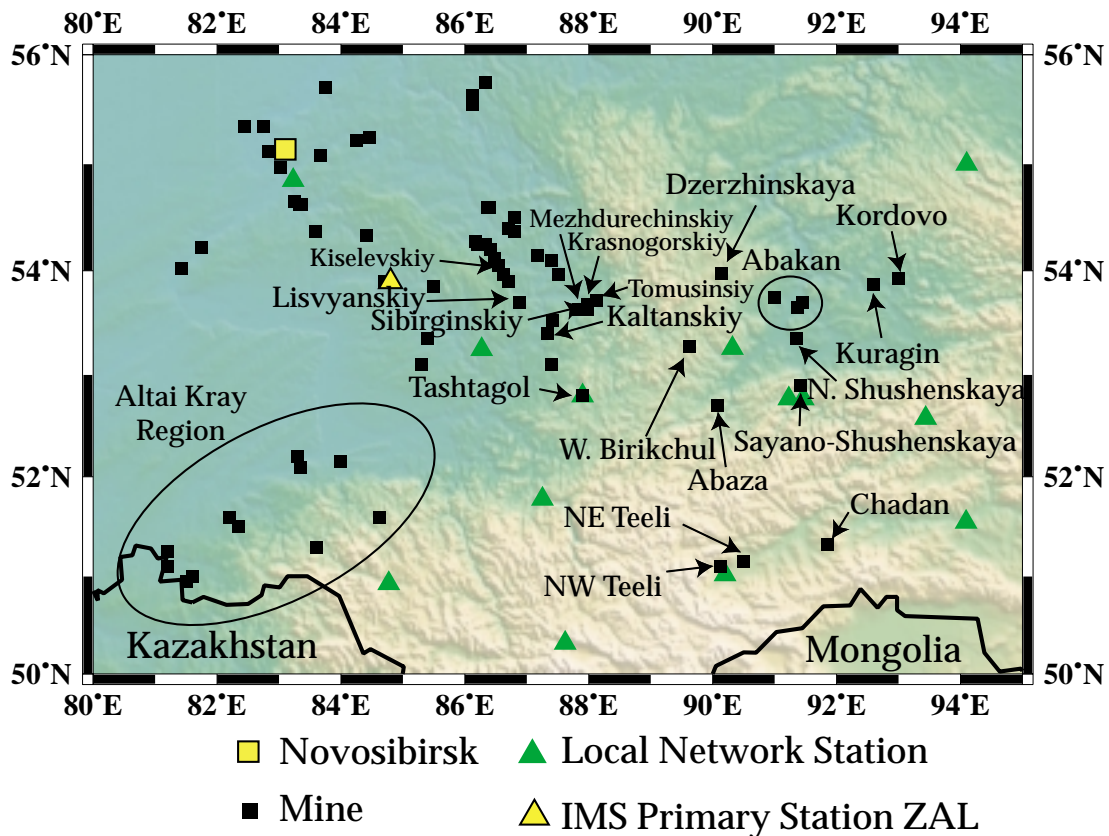 80˚E 82˚E 84˚E 86˚E 88˚E 90˚E 92˚E 94˚E
56˚N 56˚N
Dzerzhinskaya
Mezhdurechinskiy
Kordovo
Krasnogorskiy
Kiselevskiy
Abakan
54˚N 54˚N
Lisvyanskiy
Tomusinsiy
Sibirginskiy
Kaltanskiy
Kuragin
Tashtagol
N. Shushenskaya
Altai Kray
Region
W. Birikchul
Sayano-Shushenskaya
52˚N 52˚N
Abaza
NE Teeli
Chadan
NW Teeli
Kazakhstan
Mongolia
50˚N 50˚N
80˚E 82˚E 84˚E 86˚E 88˚E 90˚E 92˚E 94˚E
Novosibirsk
Local Network Station
Mine
IMS Primary Station ZAL